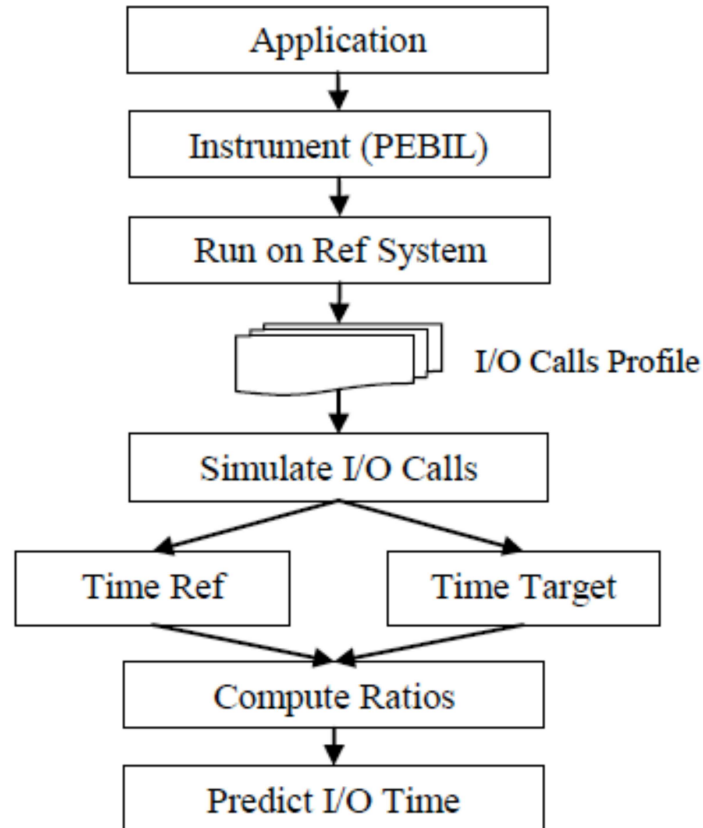 Application
Instrument (PEBIL)
Run on Ref System
I/O Calls Profile
Simulate I/O Calls
Time Ref
Time Target
Compute Ratios
Predict I/O Time